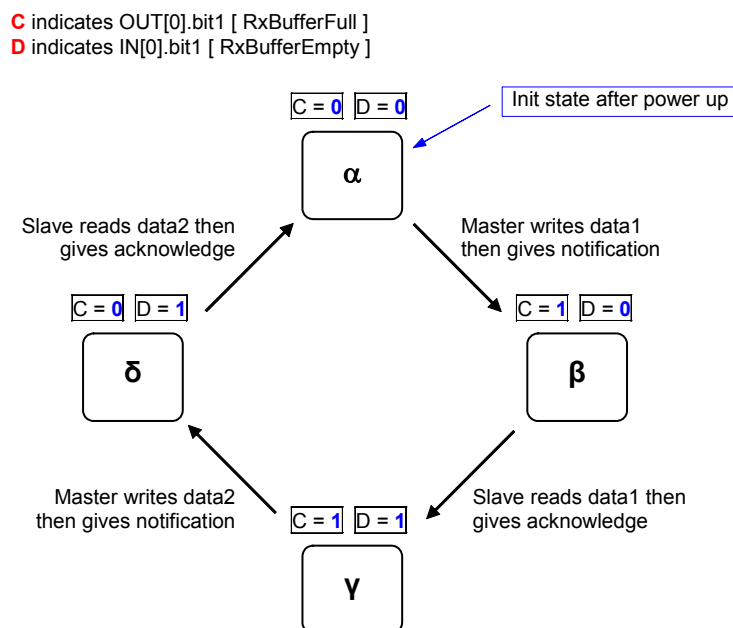 C indicates OUT[0].bit1 [ RxBufferFull ]
D indicates IN[0].bit1 [ RxBufferEmpty ]
Init state after power up
C = 0 D = 0
α
Slave reads data2 then
gives acknowledge
Master writes data1
then gives notification
C = 0 D = 1
δ
C = 1 D = 0
β
Master writes data2
then gives notification
Slave reads data1 then
gives acknowledge
C = 1 D = 1
γ